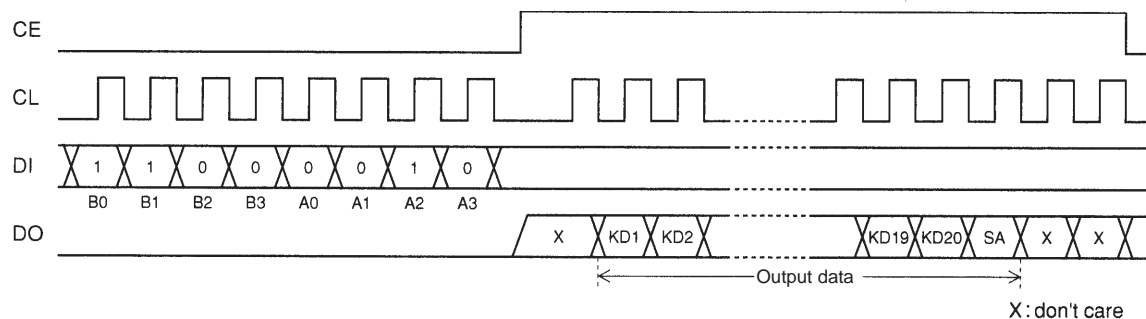 CE
CL
DI 1 1 0 0 0 0 1 0
B0 B1 B2 B3 A0 A1 A2 A3
DO X KD1 KD2 KD19 KD20 SA X X
Output data
X: don't care